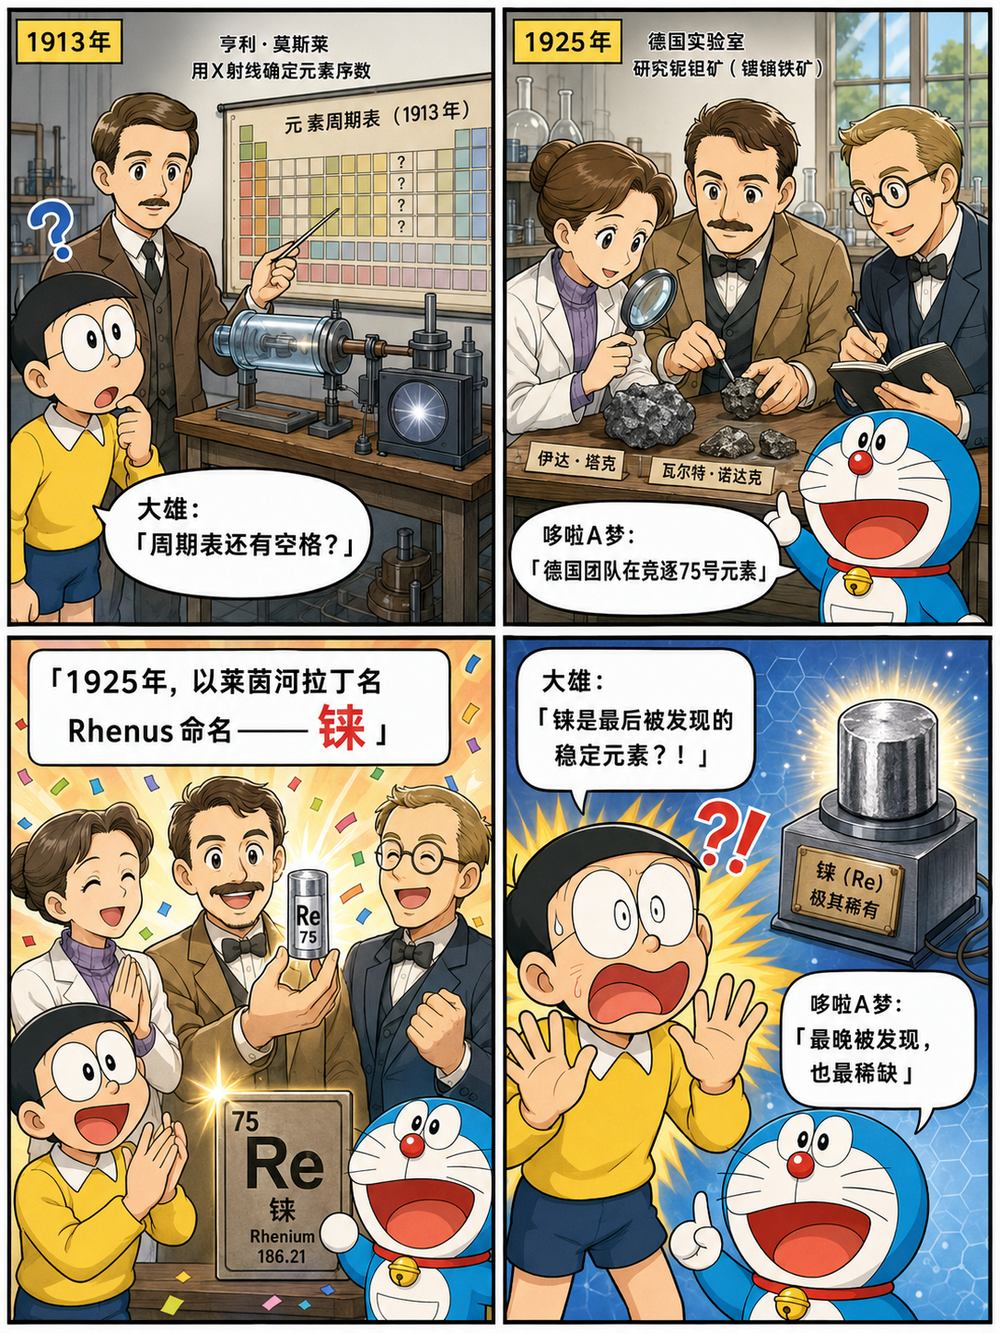 1913年
亨利·莫斯莱
用X射线确定元素序数
元素周期表（1913年）
?
?
?
?
?
大雄：
「周期表还有空格？」
1925年
德国实验室
研究铌钽矿（镱镝铁矿）
伊达·塔克
瓦尔特·诺达克
哆啦A梦：
「德国团队在竞逐75号元素」
「1925年，以莱茵河拉丁名
Rhenus命名——铼」
Re
75
75
Re
铼
Rhenium
186.21
大雄：
「铼是最后被发现的
稳定元素？！」
?!
铼（Re）
极其稀有
哆啦A梦：
「最晚被发现，
也最稀缺」